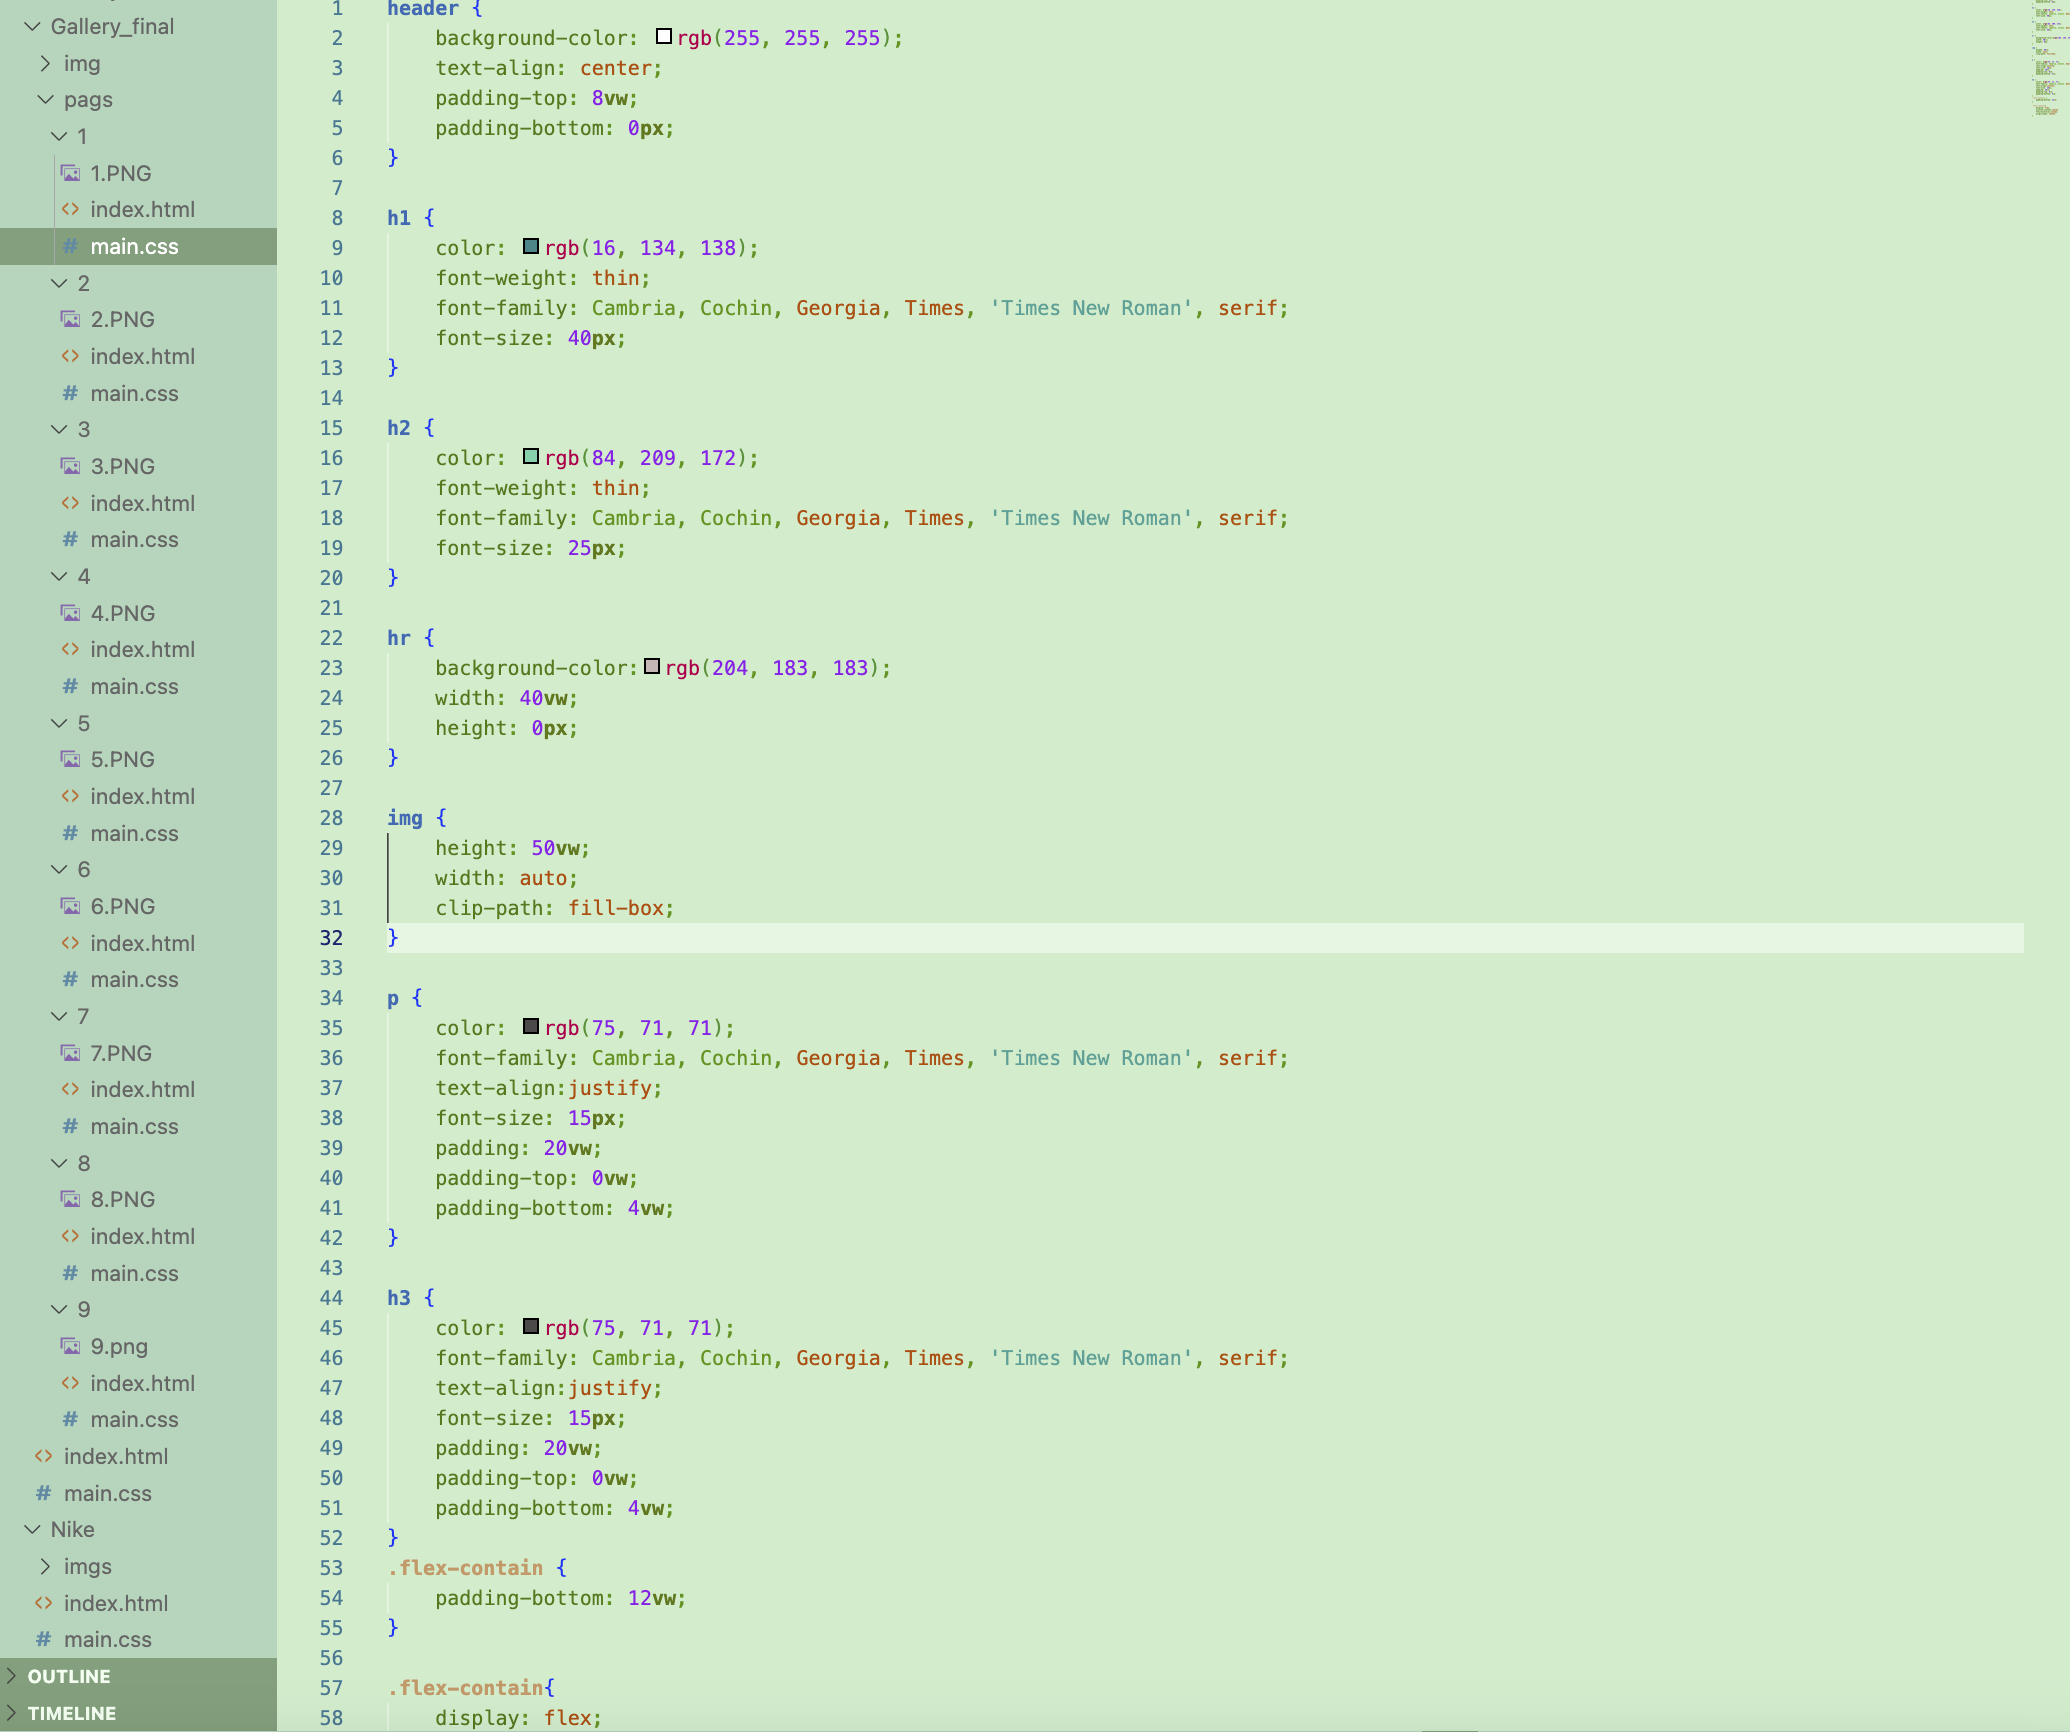 Gallery_final
img
pags
1
1.PNG
index.html
main.css
2
2.PNG
index.html
main.css
3
3.PNG
index.html
main.css
4
4.PNG
index.html
main.css
5
5.PNG
index.html
main.css
6
6.PNG
index.html
main.css
7
7.PNG
index.html
main.css
8
8.PNG
index.html
main.css
9
9.png
index.html
main.css
index.html
main.css
Nike
imgs
index.html
main.css
OUTLINE
TIMELINE
1 header {
2 background-color: rgb(255, 255, 255);
3 text-align: center;
4 padding-top: 8vw;
5 padding-bottom: 0px;
6 }
7
8 h1 {
9 color: rgb(16, 134, 138);
10 font-weight: thin;
11 font-family: Cambria, Cochin, Georgia, Times, 'Times New Roman', serif;
12 font-size: 40px;
13 }
14
15 h2 {
16 color: rgb(84, 209, 172);
17 font-weight: thin;
18 font-family: Cambria, Cochin, Georgia, Times, 'Times New Roman', serif;
19 font-size: 25px;
20 }
21
22 hr {
23 background-color: rgb(204, 183, 183);
24 width: 40vw;
25 height: 0px;
26 }
27
28 img {
29 height: 50vw;
30 width: auto;
31 clip-path: fill-box;
32 }
33
34 p {
35 color: rgb(75, 71, 71);
36 font-family: Cambria, Cochin, Georgia, Times, 'Times New Roman', serif;
37 text-align:justify;
38 font-size: 15px;
39 padding: 20vw;
40 padding-top: 0vw;
41 padding-bottom: 4vw;
42 }
43
44 h3 {
45 color: rgb(75, 71, 71);
46 font-family: Cambria, Cochin, Georgia, Times, 'Times New Roman', serif;
47 text-align:justify;
48 font-size: 15px;
49 padding: 20vw;
50 padding-top: 0vw;
51 padding-bottom: 4vw;
52 }
53 .flex-contain {
54 padding-bottom: 12vw;
55 }
56
57 .flex-contain{
58 display: flex;